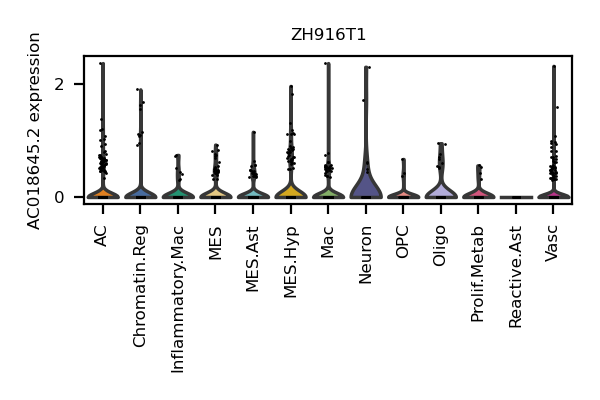 ZH916T1
AC018645.2 expression
2
0
AC
Chromatin.Reg
Inflammatory.Mac
MES
MES.Ast
MES.Hyp
Mac
Neuron
OPC
Oligo
Prolif.Metab
Reactive.Ast
Vasc